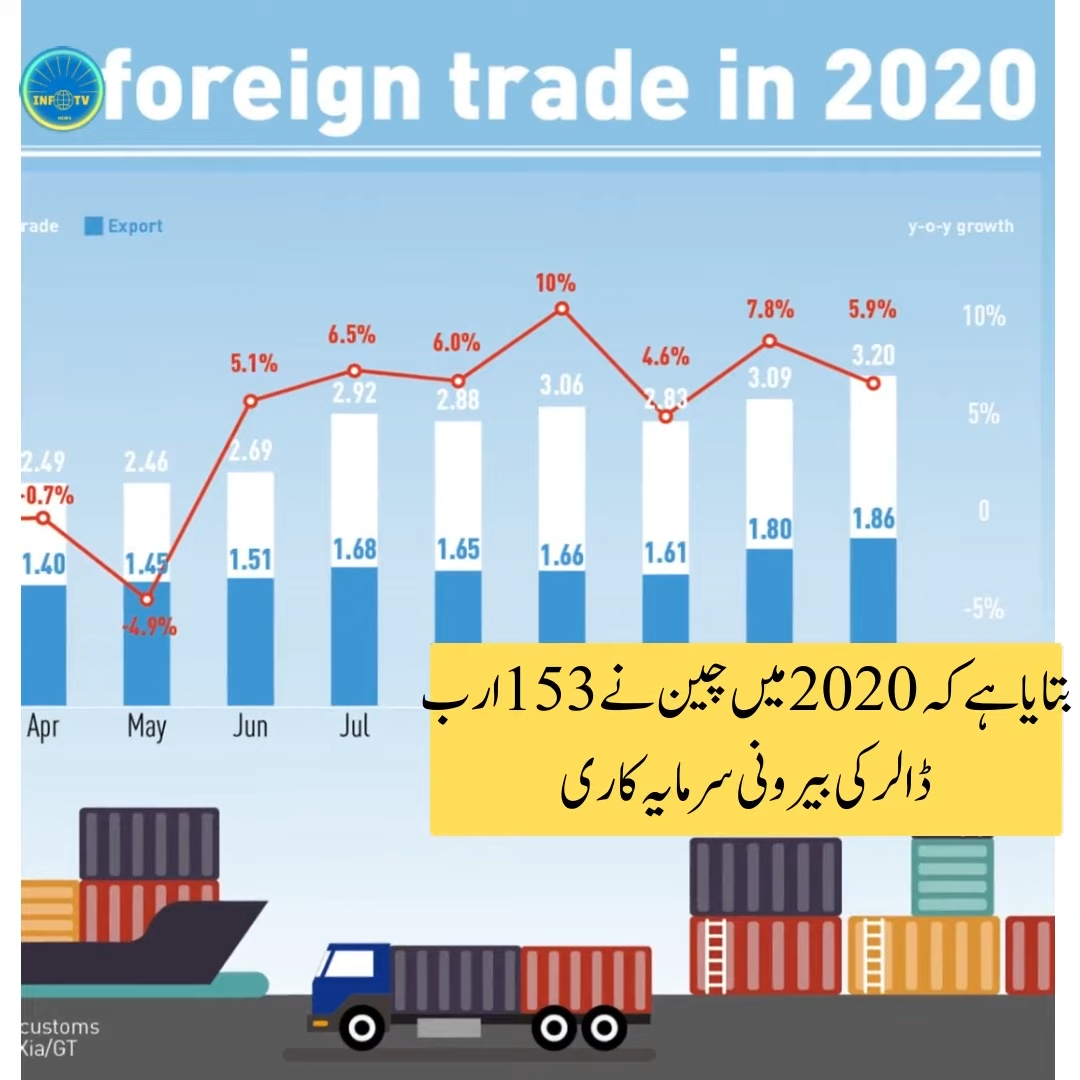 foreign trade in 2020
INF TV
NEWS
rade Export y-o-y growth
10%
7.8% 5.9%
10%
6.5% 6.0% 4.6%
5.1%
2.92 2.88 3.06 2.83 3.09 3.20
5%
2.49 2.46 2.69
-0.7%
0
1.40 1.45 1.51 1.68 1.65 1.66 1.61 1.80 1.86
-4.9%
-5%
Apr May Jun Jul
بتایا ہے کہ 2020 میں چین نے 153 ارب
ڈالر کی بیرونی سرمایہ کاری
customs
Xia/GT